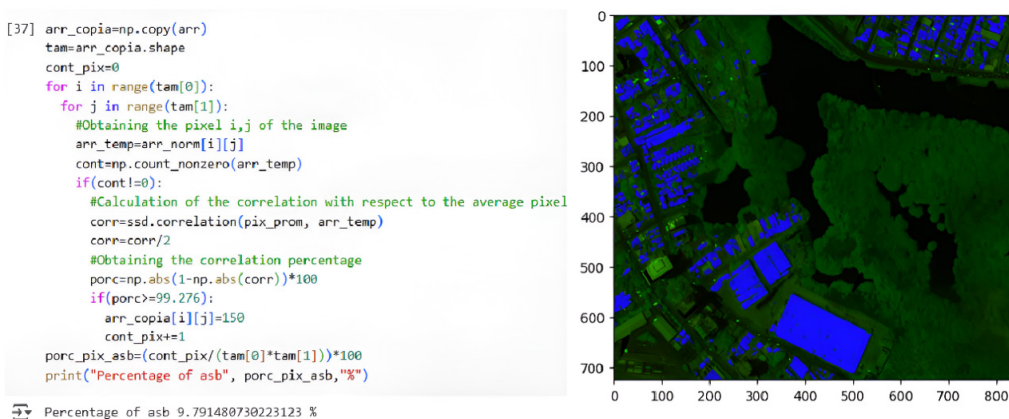 [37] arr_copia=np.copy(arr)
tam=arr_copia.shape
cont_pix=0
for i in range(tam[0]):
for j in range(tam[1]):
#Obtaining the pixel i,j of the image
arr_temp=arr_norm[i][j]
cont=np.count_nonzero(arr_temp)
if(cont!=0):
#Calculation of the correlation with respect to the average pixel
corr=ssd.correlation(pix_prom, arr_temp)
corr=corr/2
#Obtaining the correlation percentage
porc=np.abs(1-np.abs(corr))*100
if(porc>=99.276):
arr_copia[i][j]=150
cont_pix+=1
porc_pix_asb=(cont_pix/(tam[0]*tam[1]))*100
print("Percentage of asb", porc_pix_asb,"%")
Percentage of asb 9.791480730223123 %
0
100
200
300
400
500
600
700
0 100 200 300 400 500 600 700 800